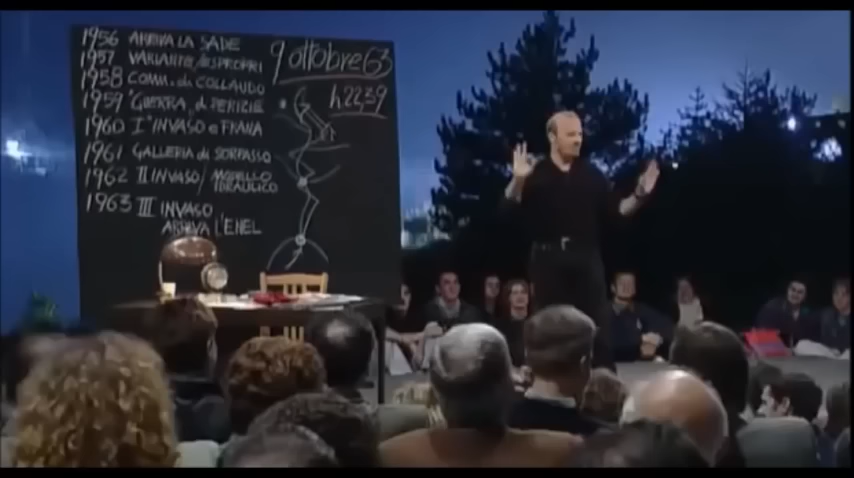 1956 ARRIVA LA SADE
1957 VARIANTE/ESPROPRI
1958 COMM. di COLLAUDO
1959 "GUERRA" di PERIZIE
1960 I° INVASO e FRANA
1961 GALLERIA di SORPASSO
1962 II INVASO/MODELLO IDRAULICO
1963 III INVASO
ARRIVA L'ENEL
9 ottobre 63
h 22,39